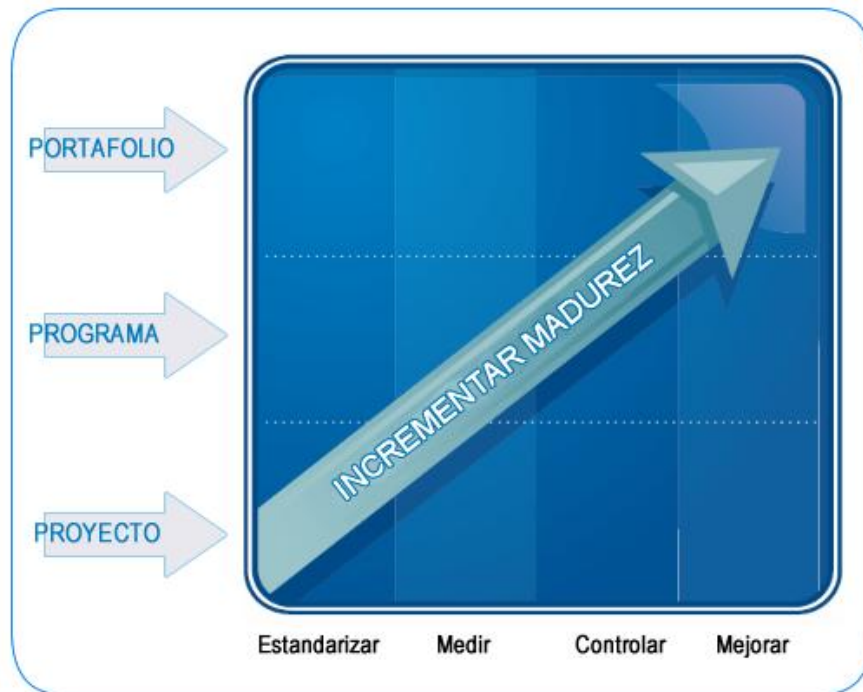 PORTAFOLIO
INCREMENTAR MADUREZ
PROGRAMA
PROYECTO
Estandarizar Medir Controlar Mejorar